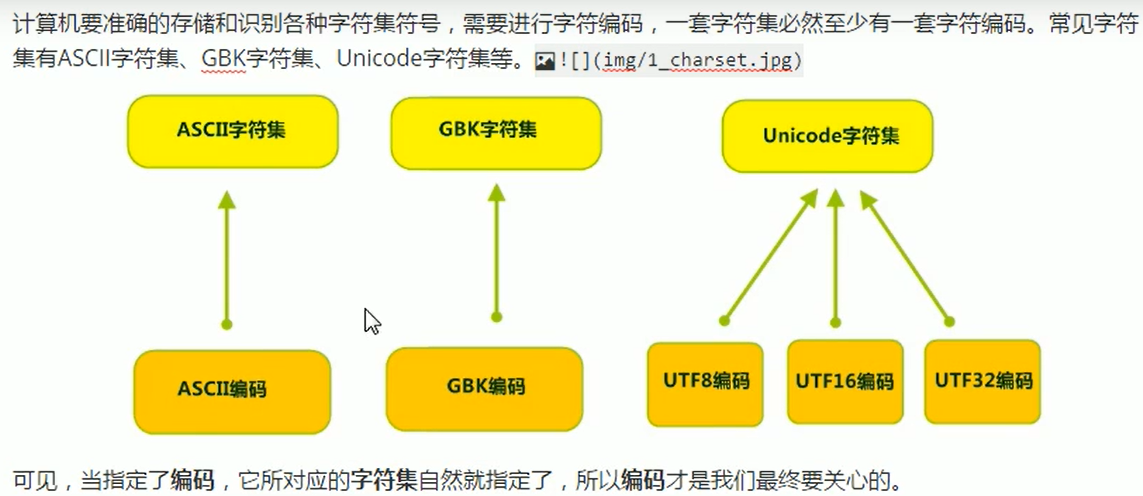 计算机要准确的存储和识别各种字符集符号，需要进行字符编码，一套字符集必然至少有一套字符编码。常见字符
集有ASCII字符集、GBK字符集、Unicode字符集等。![](img/1_charset.jpg)
ASCII字符集
GBK字符集
Unicode字符集
ASCII编码
GBK编码
UTF8编码
UTF16编码
UTF32编码
可见，当指定了编码，它所对应的字符集自然就指定了，所以编码才是我们最终要关心的。